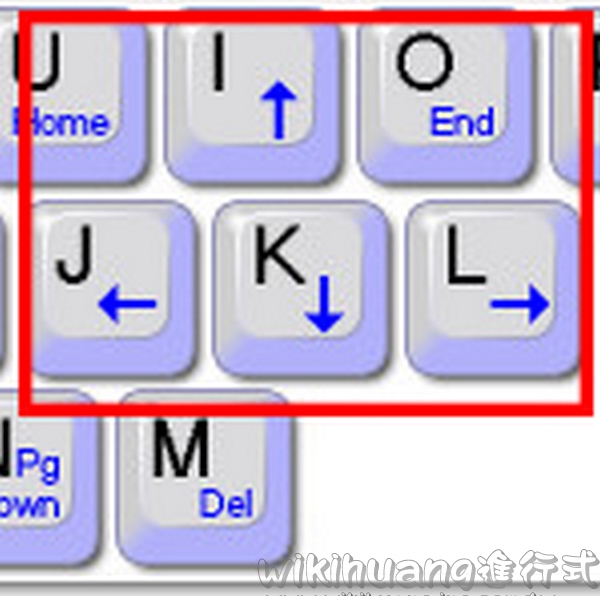 U I ↑ O
Home End
J ← K ↓ L →
N Pg M
own Del
wikihuang進行式